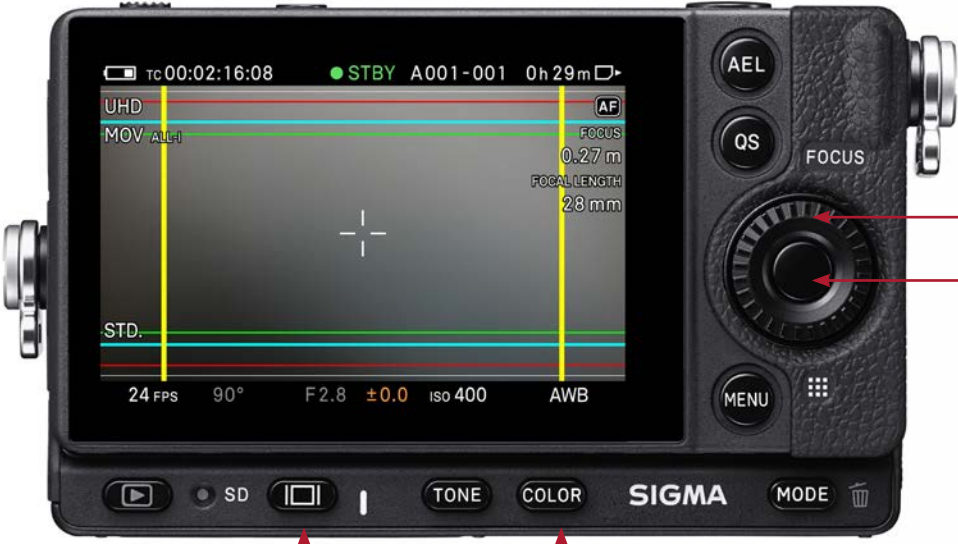 TC 00:02:16:08 STBY A001-001 0h 29m
UHD AF
MOV ALL-I FOCUS
0.27 m
FOCAL LENGTH
28 mm
STD.
24 FPS 90° F2.8 ±0.0 ISO 400 AWB
AEL
QS
FOCUS
MENU
SD TONE COLOR SIGMA MODE